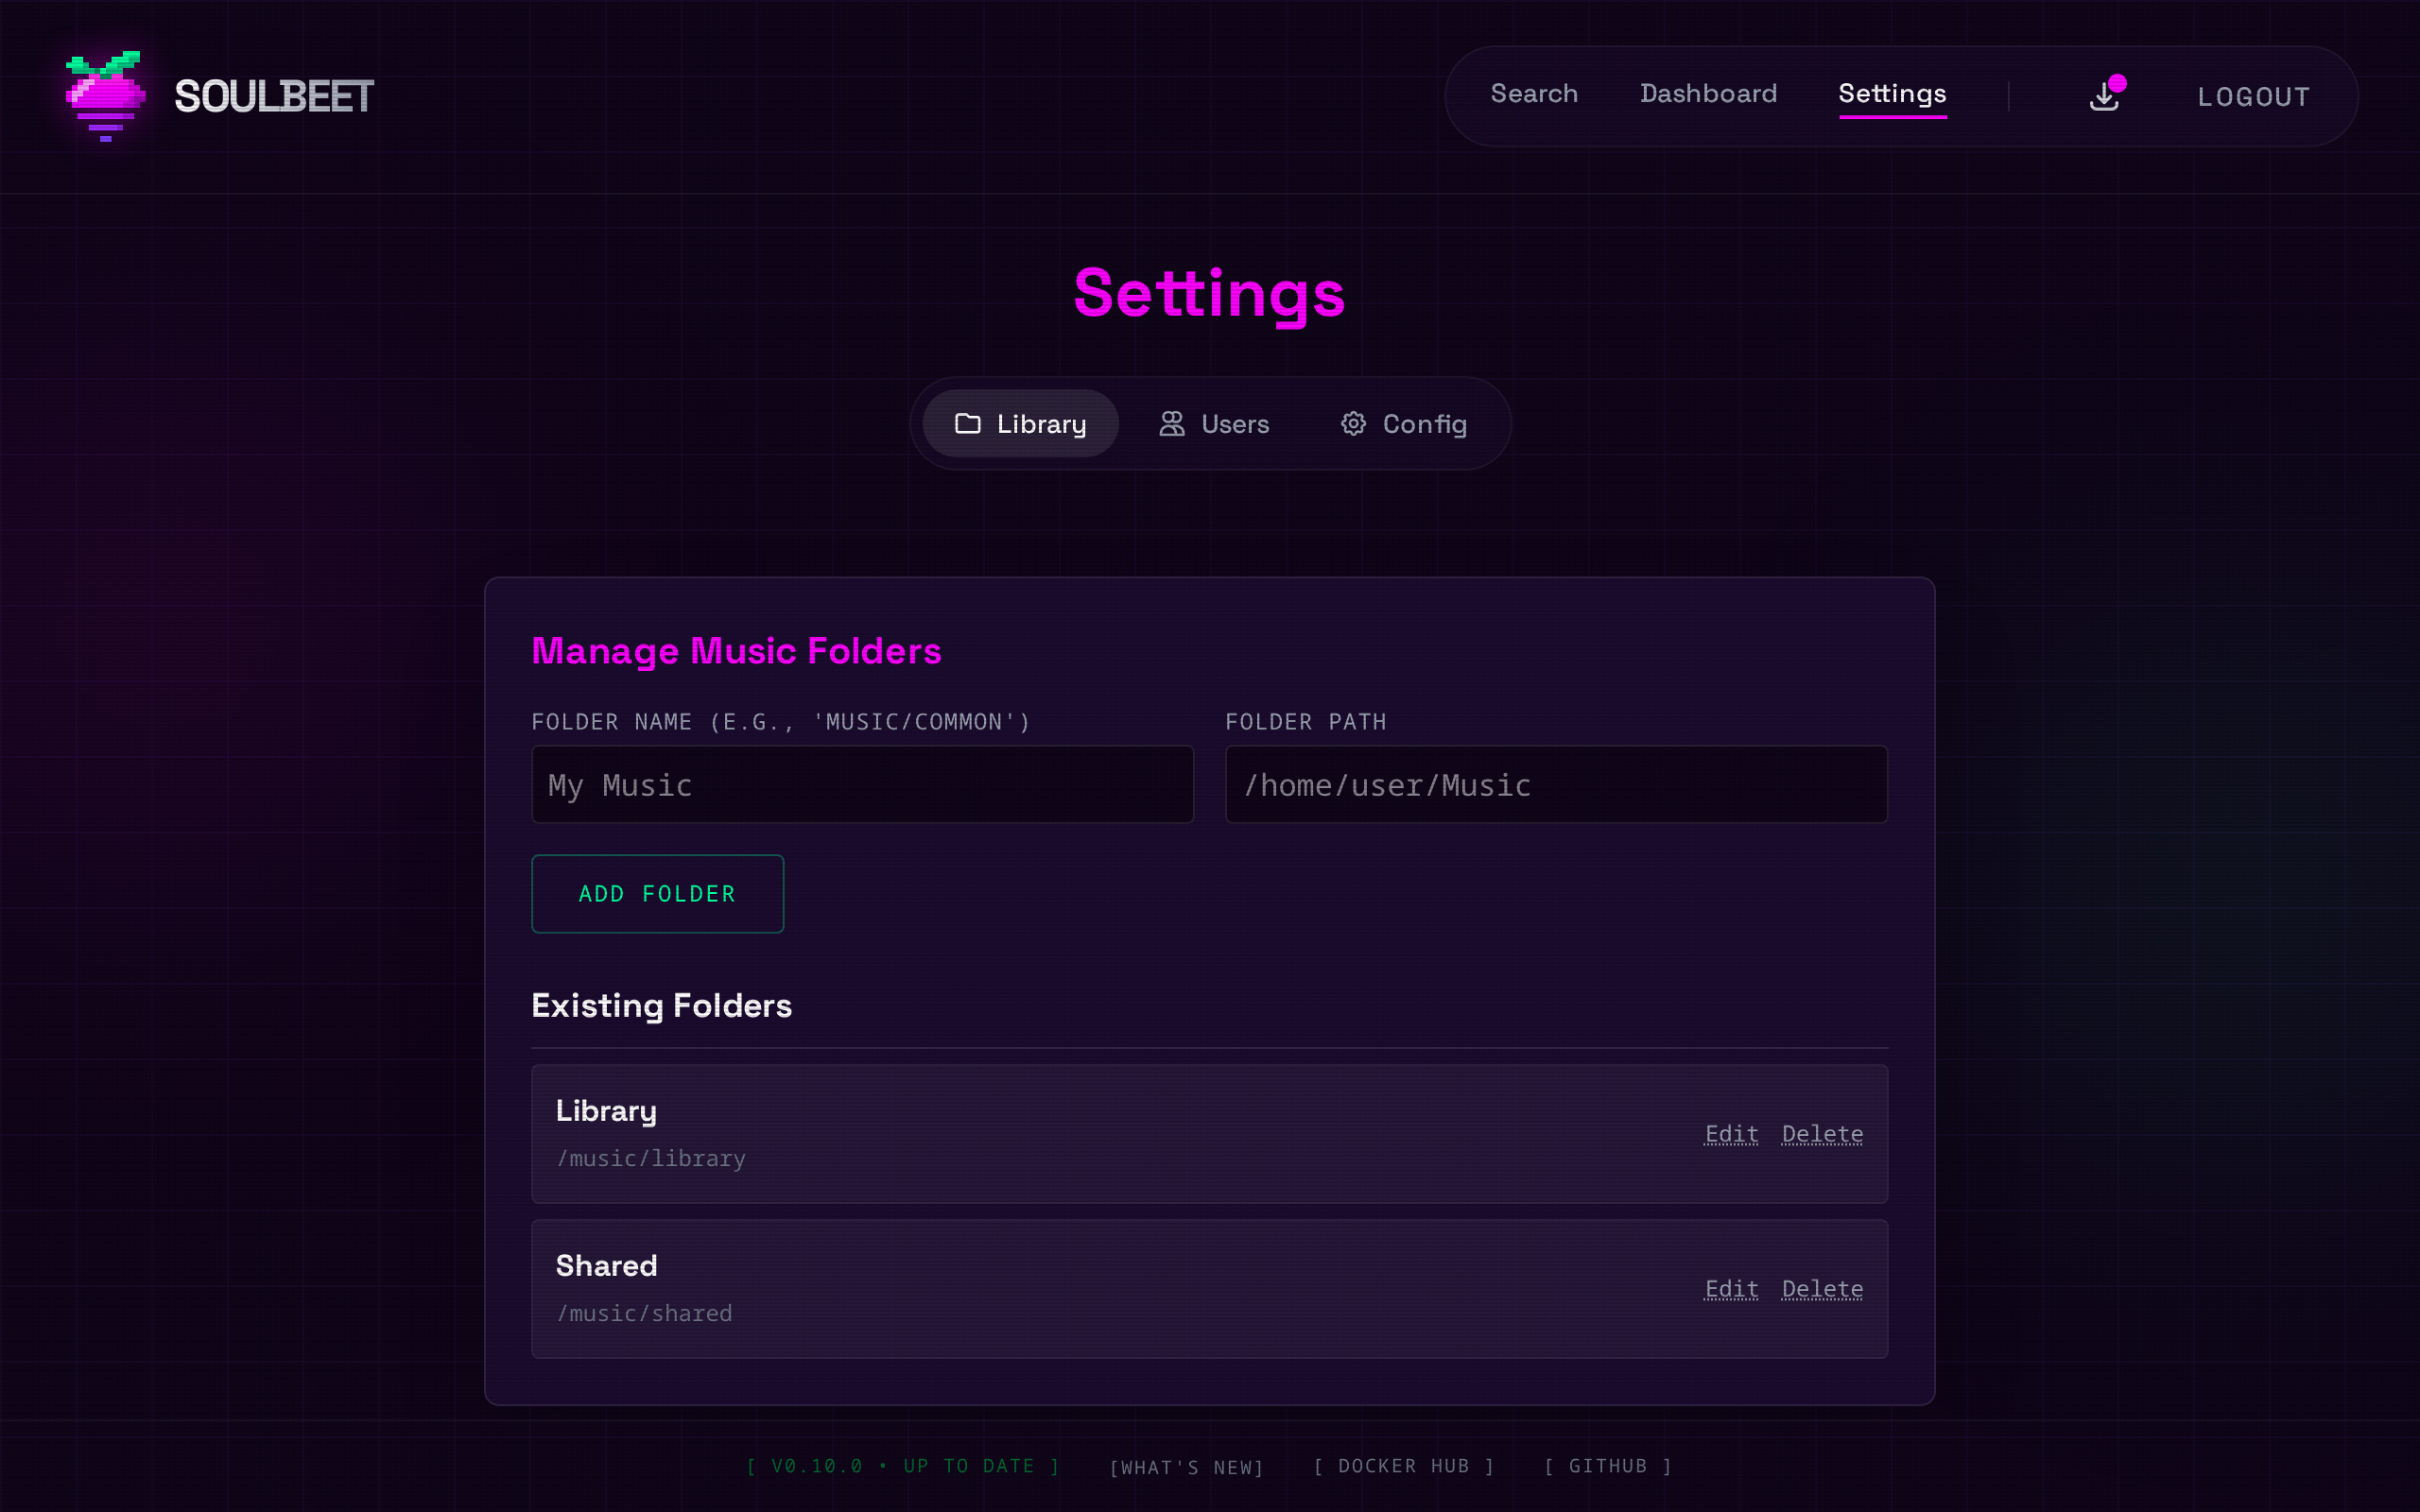 SOULBEET
Search Dashboard Settings LOGOUT
Settings
Library Users Config
Manage Music Folders
FOLDER NAME (E.G., 'MUSIC/COMMON') FOLDER PATH
My Music /home/user/Music
ADD FOLDER
Existing Folders
Library
/music/library
Edit Delete
Shared
/music/shared
Edit Delete
[ V0.10.0 • UP TO DATE ] [WHAT'S NEW] [ DOCKER HUB ] [ GITHUB ]